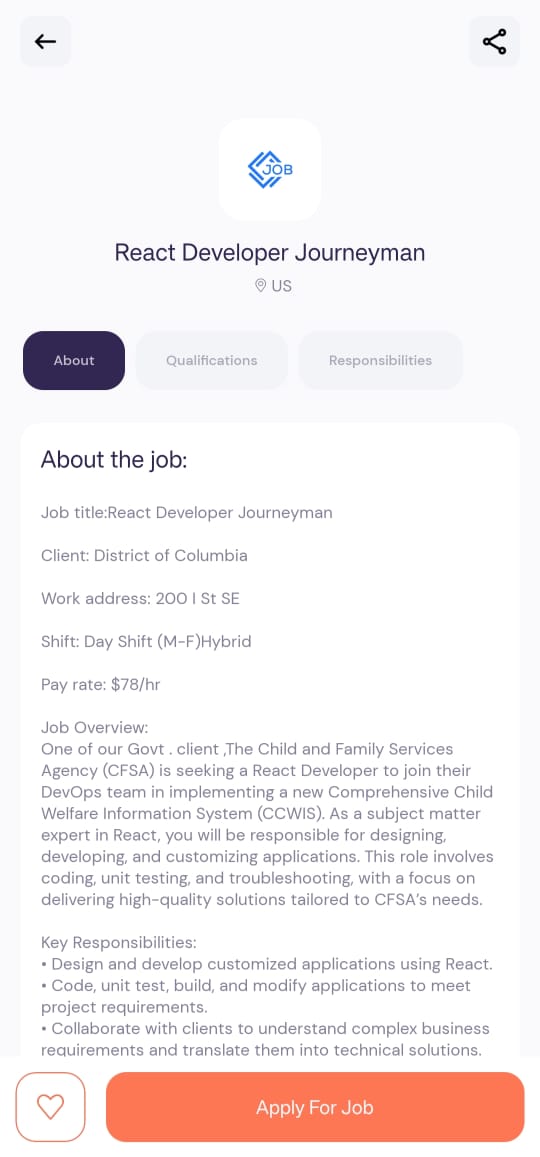 JOB
React Developer Journeyman
US
About
Qualifications
Responsibilities
About the job:
Job title:React Developer Journeyman
Client: District of Columbia
Work address: 200 I St SE
Shift: Day Shift (M-F)Hybrid
Pay rate: $78/hr
Job Overview:
One of our Govt . client ,The Child and Family Services
Agency (CFSA) is seeking a React Developer to join their
DevOps team in implementing a new Comprehensive Child
Welfare Information System (CCWIS). As a subject matter
expert in React, you will be responsible for designing,
developing, and customizing applications. This role involves
coding, unit testing, and troubleshooting, with a focus on
delivering high-quality solutions tailored to CFSA’s needs.
Key Responsibilities:
• Design and develop customized applications using React.
• Code, unit test, build, and modify applications to meet
project requirements.
• Collaborate with clients to understand complex business
requirements and translate them into technical solutions.
Apply For Job